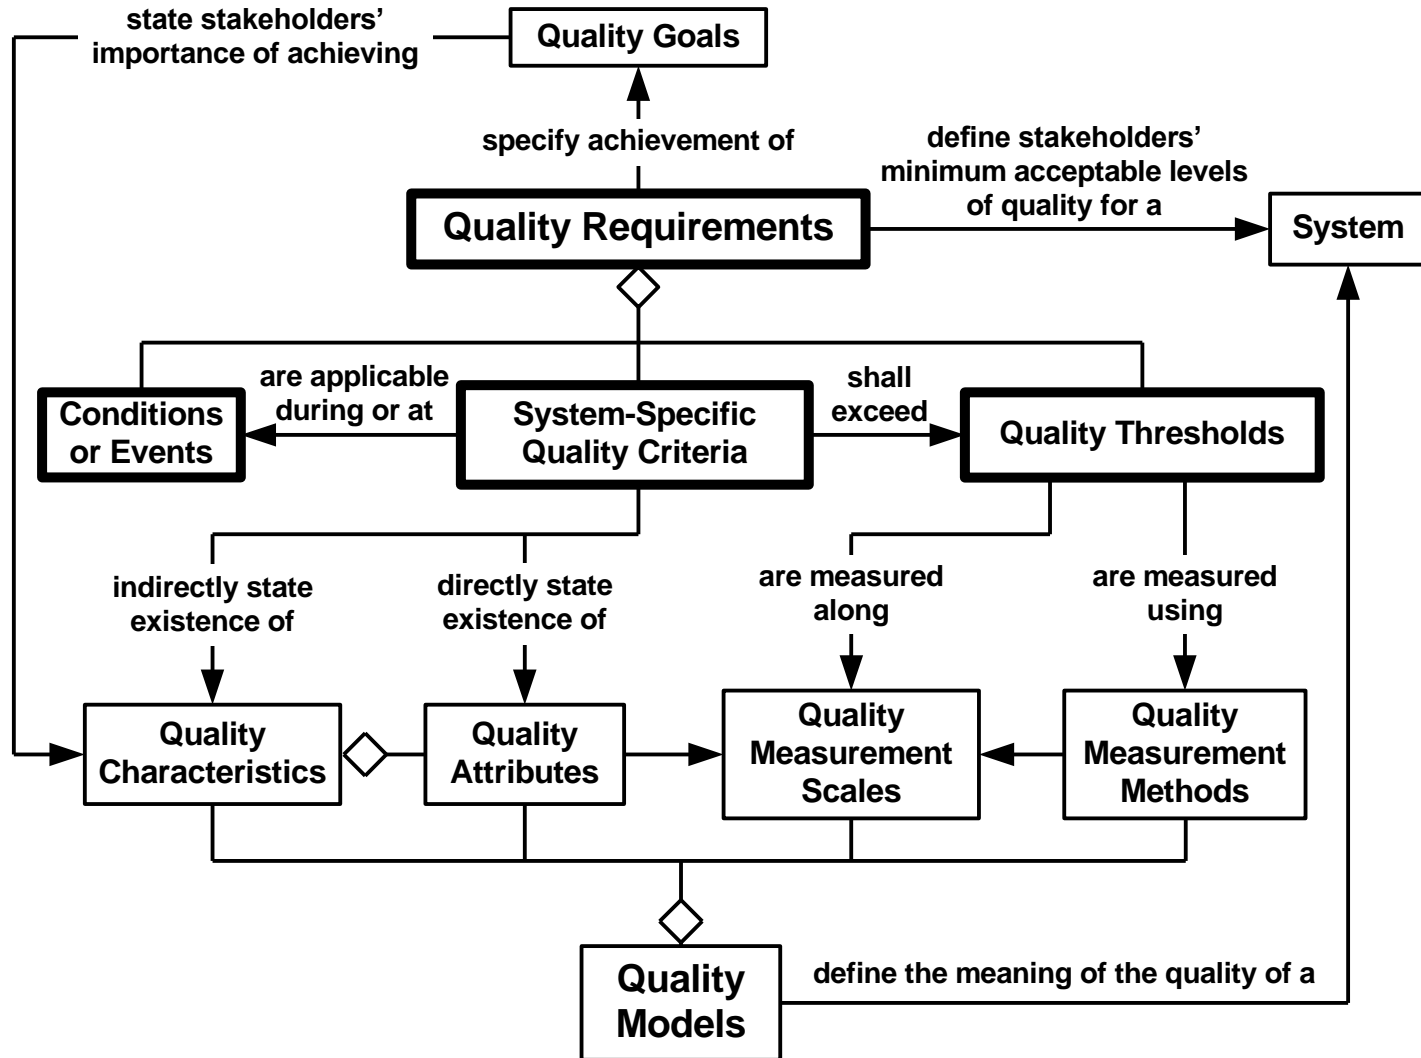 state stakeholders’
importance of achieving
Quality Goals
specify achievement of
define stakeholders’
minimum acceptable levels
of quality for a
Quality Requirements
System
are applicable
during or at
shall
exceed
Conditions
or Events
System-Specific
Quality Criteria
Quality Thresholds
indirectly state
existence of
directly state
existence of
are measured
along
are measured
using
Quality
Characteristics
Quality
Attributes
Quality
Measurement
Scales
Quality
Measurement
Methods
Quality
Models
define the meaning of the quality of a